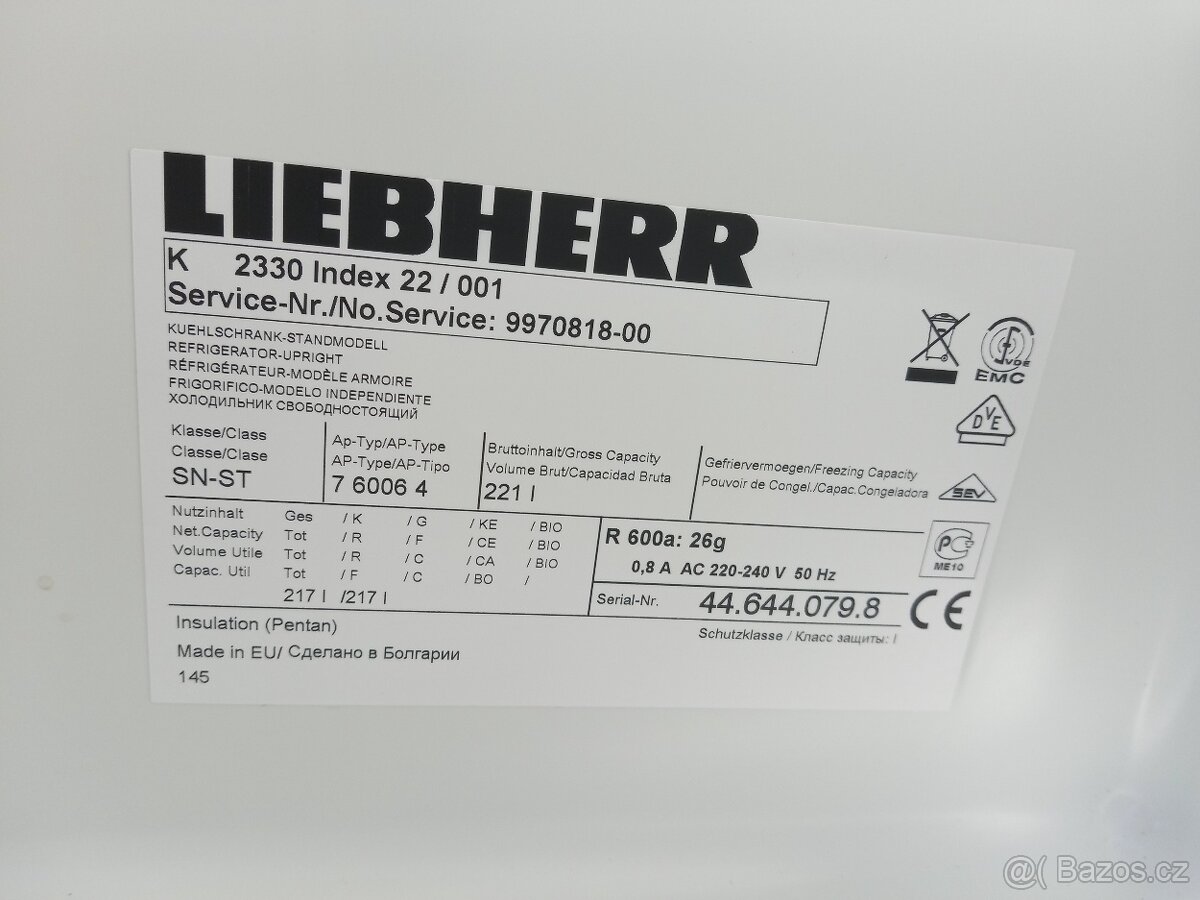 LIEBHERR
K 2330 Index 22 / 001
Service-Nr./No.Service: 9970818-00
KUEHLSCHRANK-STANDMODELL
REFRIGERATOR-UPRIGHT
RÉFRIGÉRATEUR-MODÈLE ARMOIRE
FRIGORIFICO-MODELO INDEPENDIENTE
ХОЛОДИЛЬНИК СВОБОДНОСТОЯЩИЙ
VDE
EMC
DVE
SEV
PC
ME10
CE
Klasse/Class
Classe/Clase
SN-ST
Ap-Typ/AP-Type
AP-Type/AP-Tipo
7 6006 4
Bruttoinhalt/Gross Capacity
Volume Brut/Capacidad Bruta
221 l
Gefriervermoegen/Freezing Capacity
Pouvoir de Congel./Capac.Congeladora
Nutzinhalt Ges / K / G / KE / BIO
Net.Capacity Tot / R / F / CE / BIO
Volume Utile Tot / R / C / CA / BIO
Capac. Util Tot / F / C / BO /
217 l /217 l
R 600a: 26g
0,8 A AC 220-240 V 50 Hz
Serial-Nr. 44.644.079.8
Schutzklasse / Класс защиты: I
Insulation (Pentan)
Made in EU/ Сделано в Болгарии
145
@( Bazos.cz